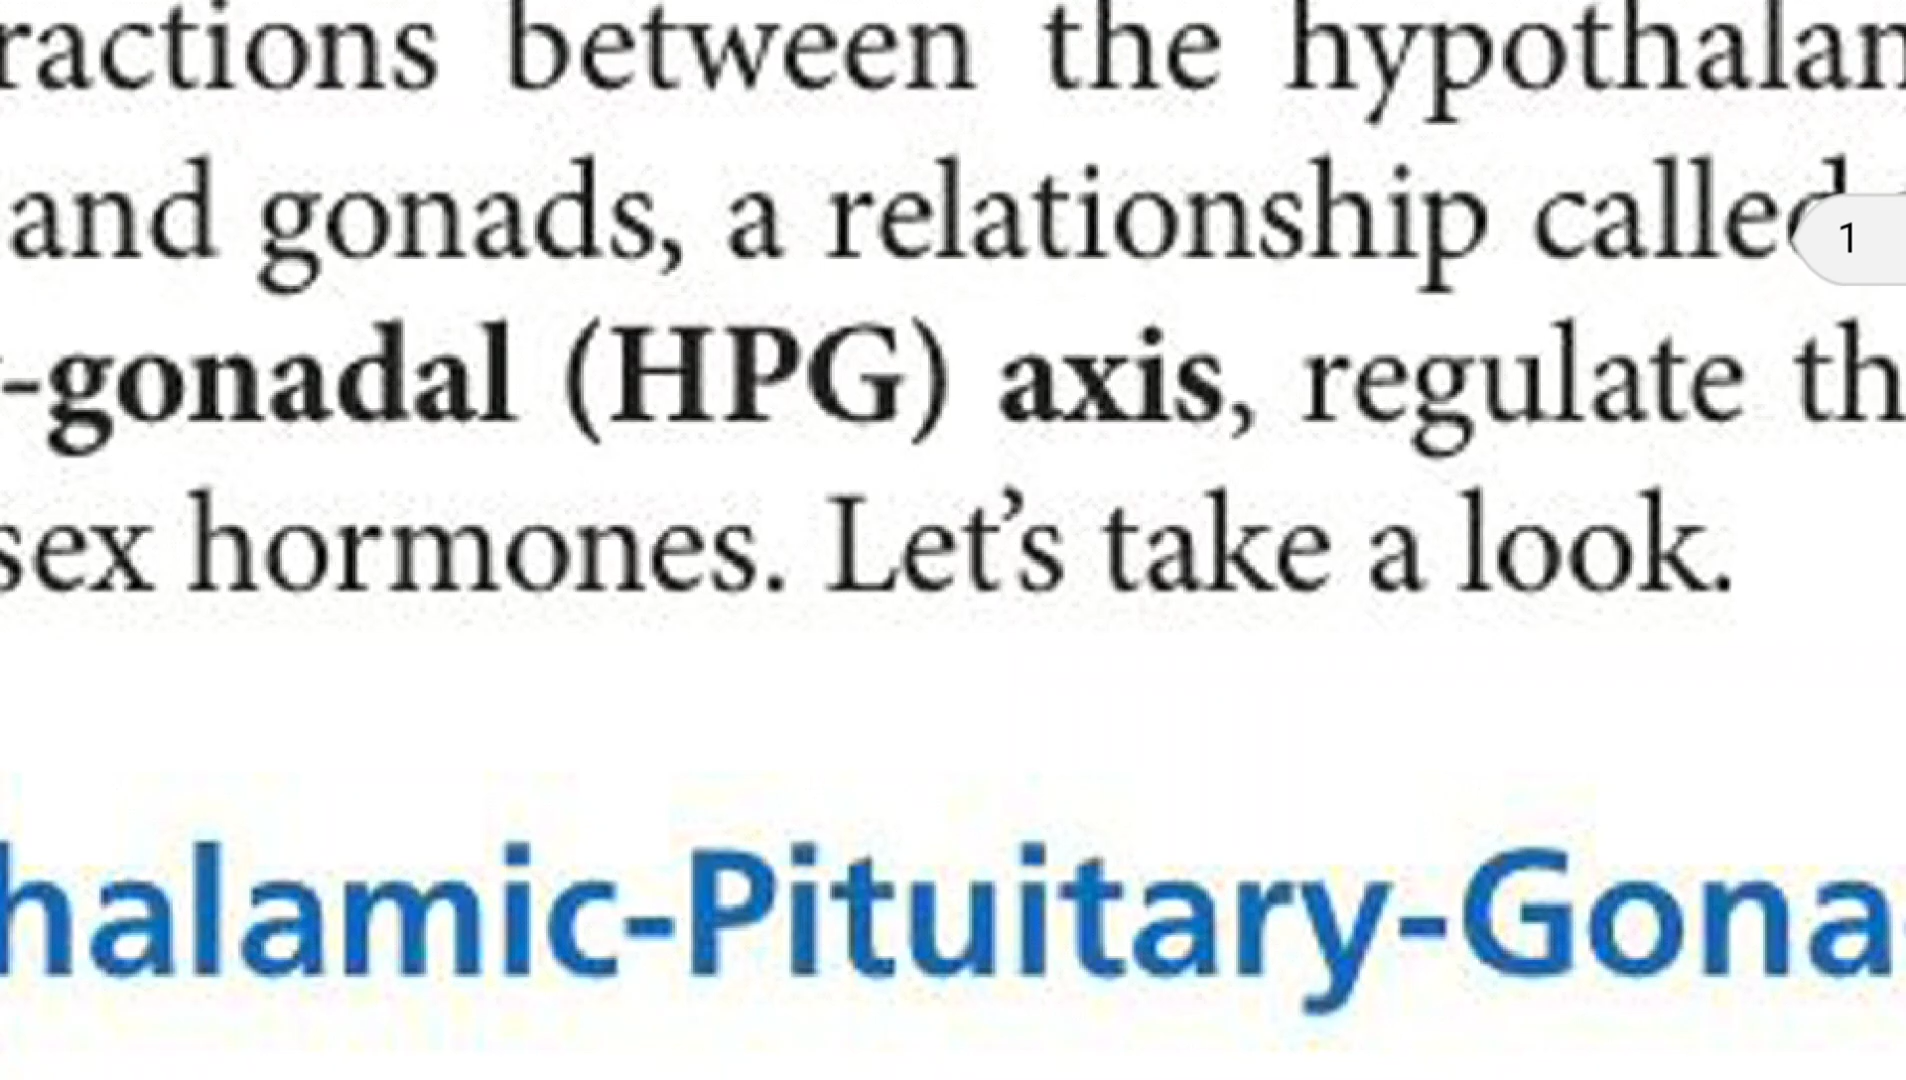 ractions between the hypothalam
and gonads, a relationship called
1
-gonadal (HPG) axis, regulate th
sex hormones. Let's take a look.
halamic-Pituitary-Gona